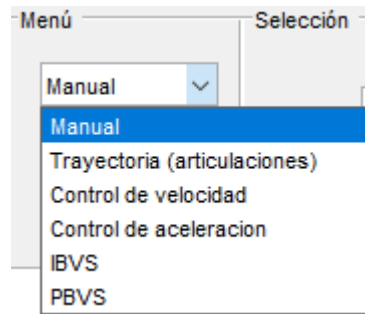 Menú
Selección
Manual
Manual
Trayectoria (articulaciones)
Control de velocidad
Control de aceleracion
IBVS
PBVS